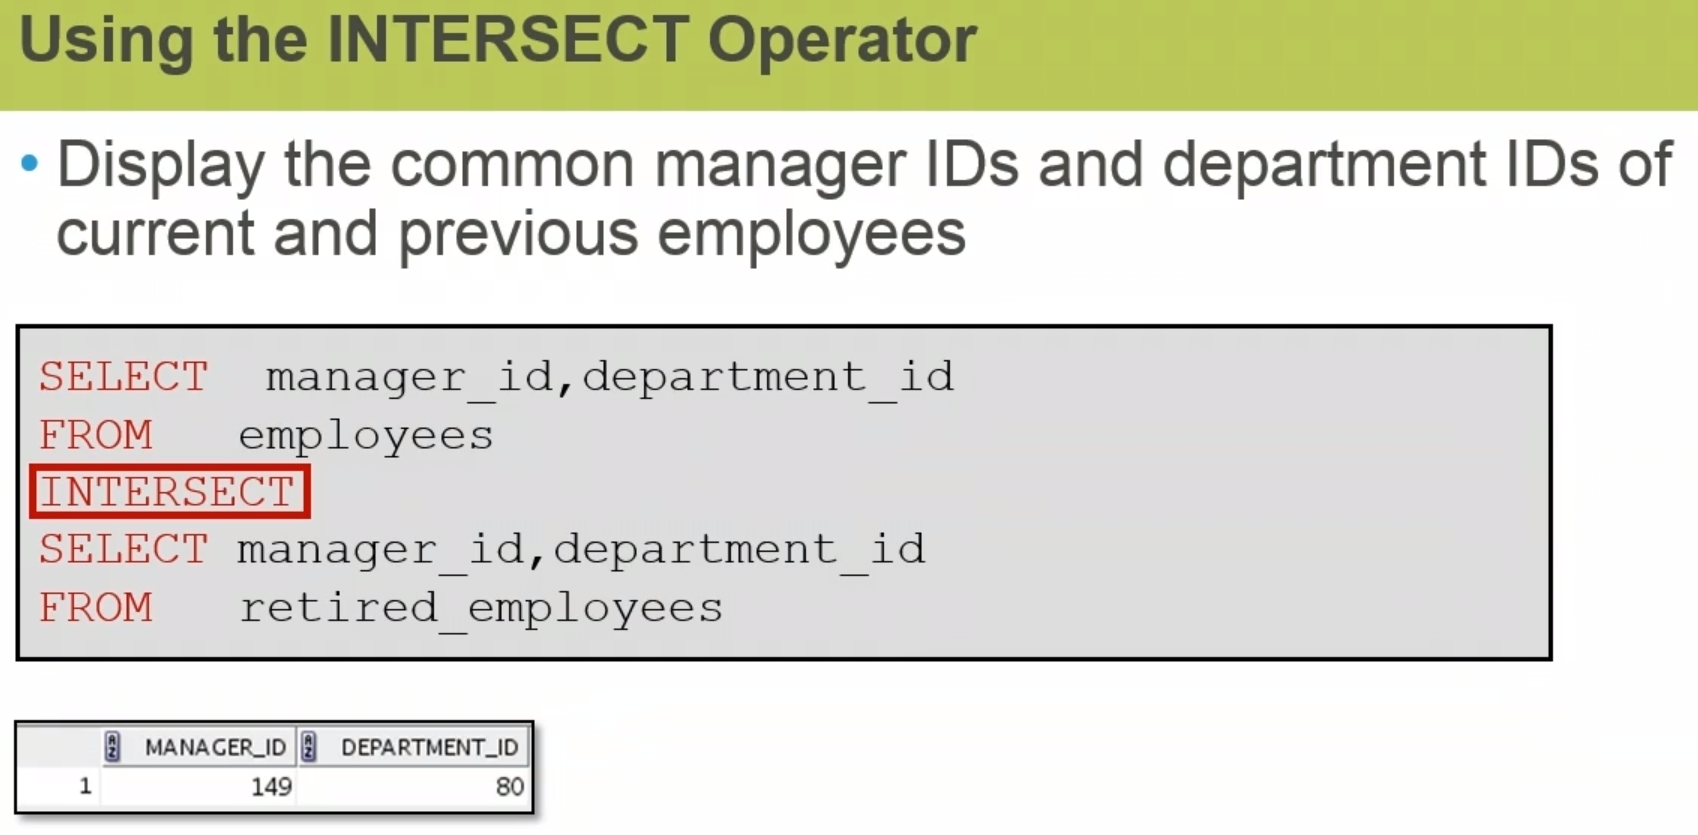 Using the INTERSECT Operator
• Display the common manager IDs and department IDs of
current and previous employees
SELECT  manager_id,department_id
FROM   employees
INTERSECT
SELECT manager_id,department_id
FROM   retired_employees
MANAGER_ID DEPARTMENT_ID
1 149 80